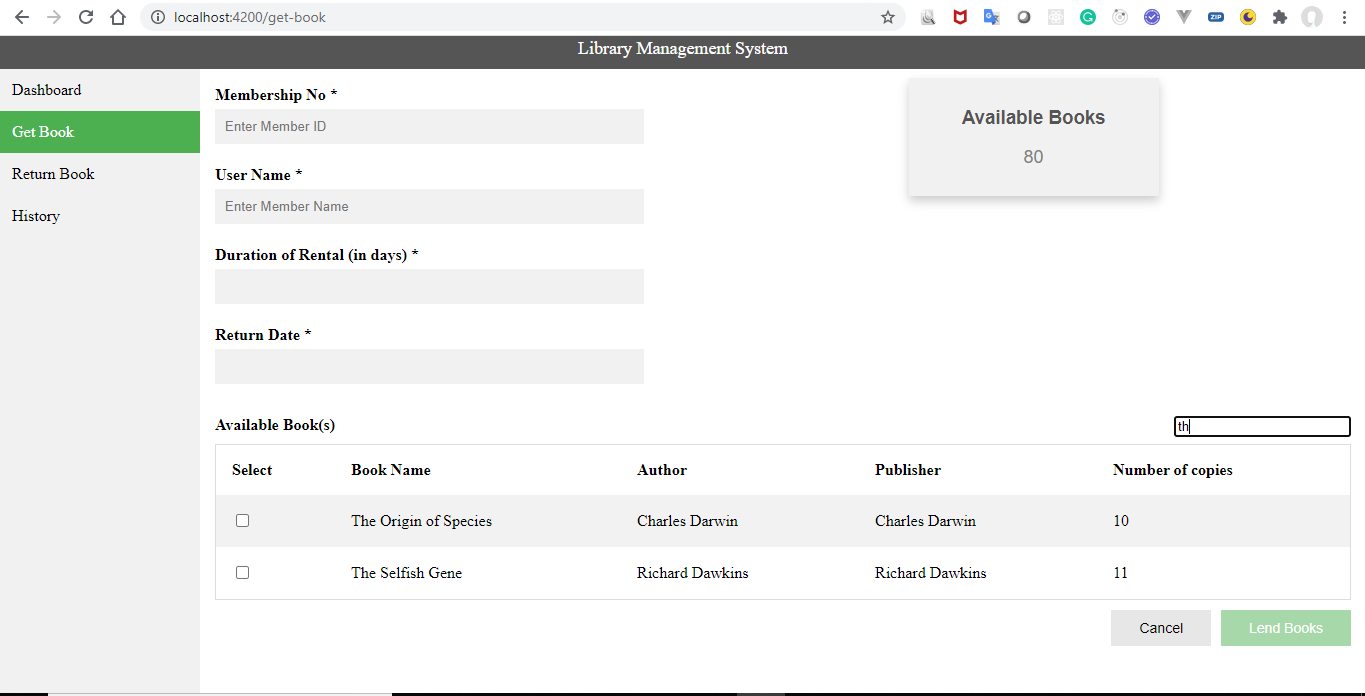 localhost:4200/get-book
ZIP
Library Management System
Dashboard
Get Book
Return Book
History
Membership No *
Enter Member ID
User Name *
Enter Member Name
Duration of Rental (in days) *
Return Date *
Available Books
80
Available Book(s)
th
Select Book Name Author Publisher Number of copies
The Origin of Species Charles Darwin Charles Darwin 10
The Selfish Gene Richard Dawkins Richard Dawkins 11
Cancel Lend Books